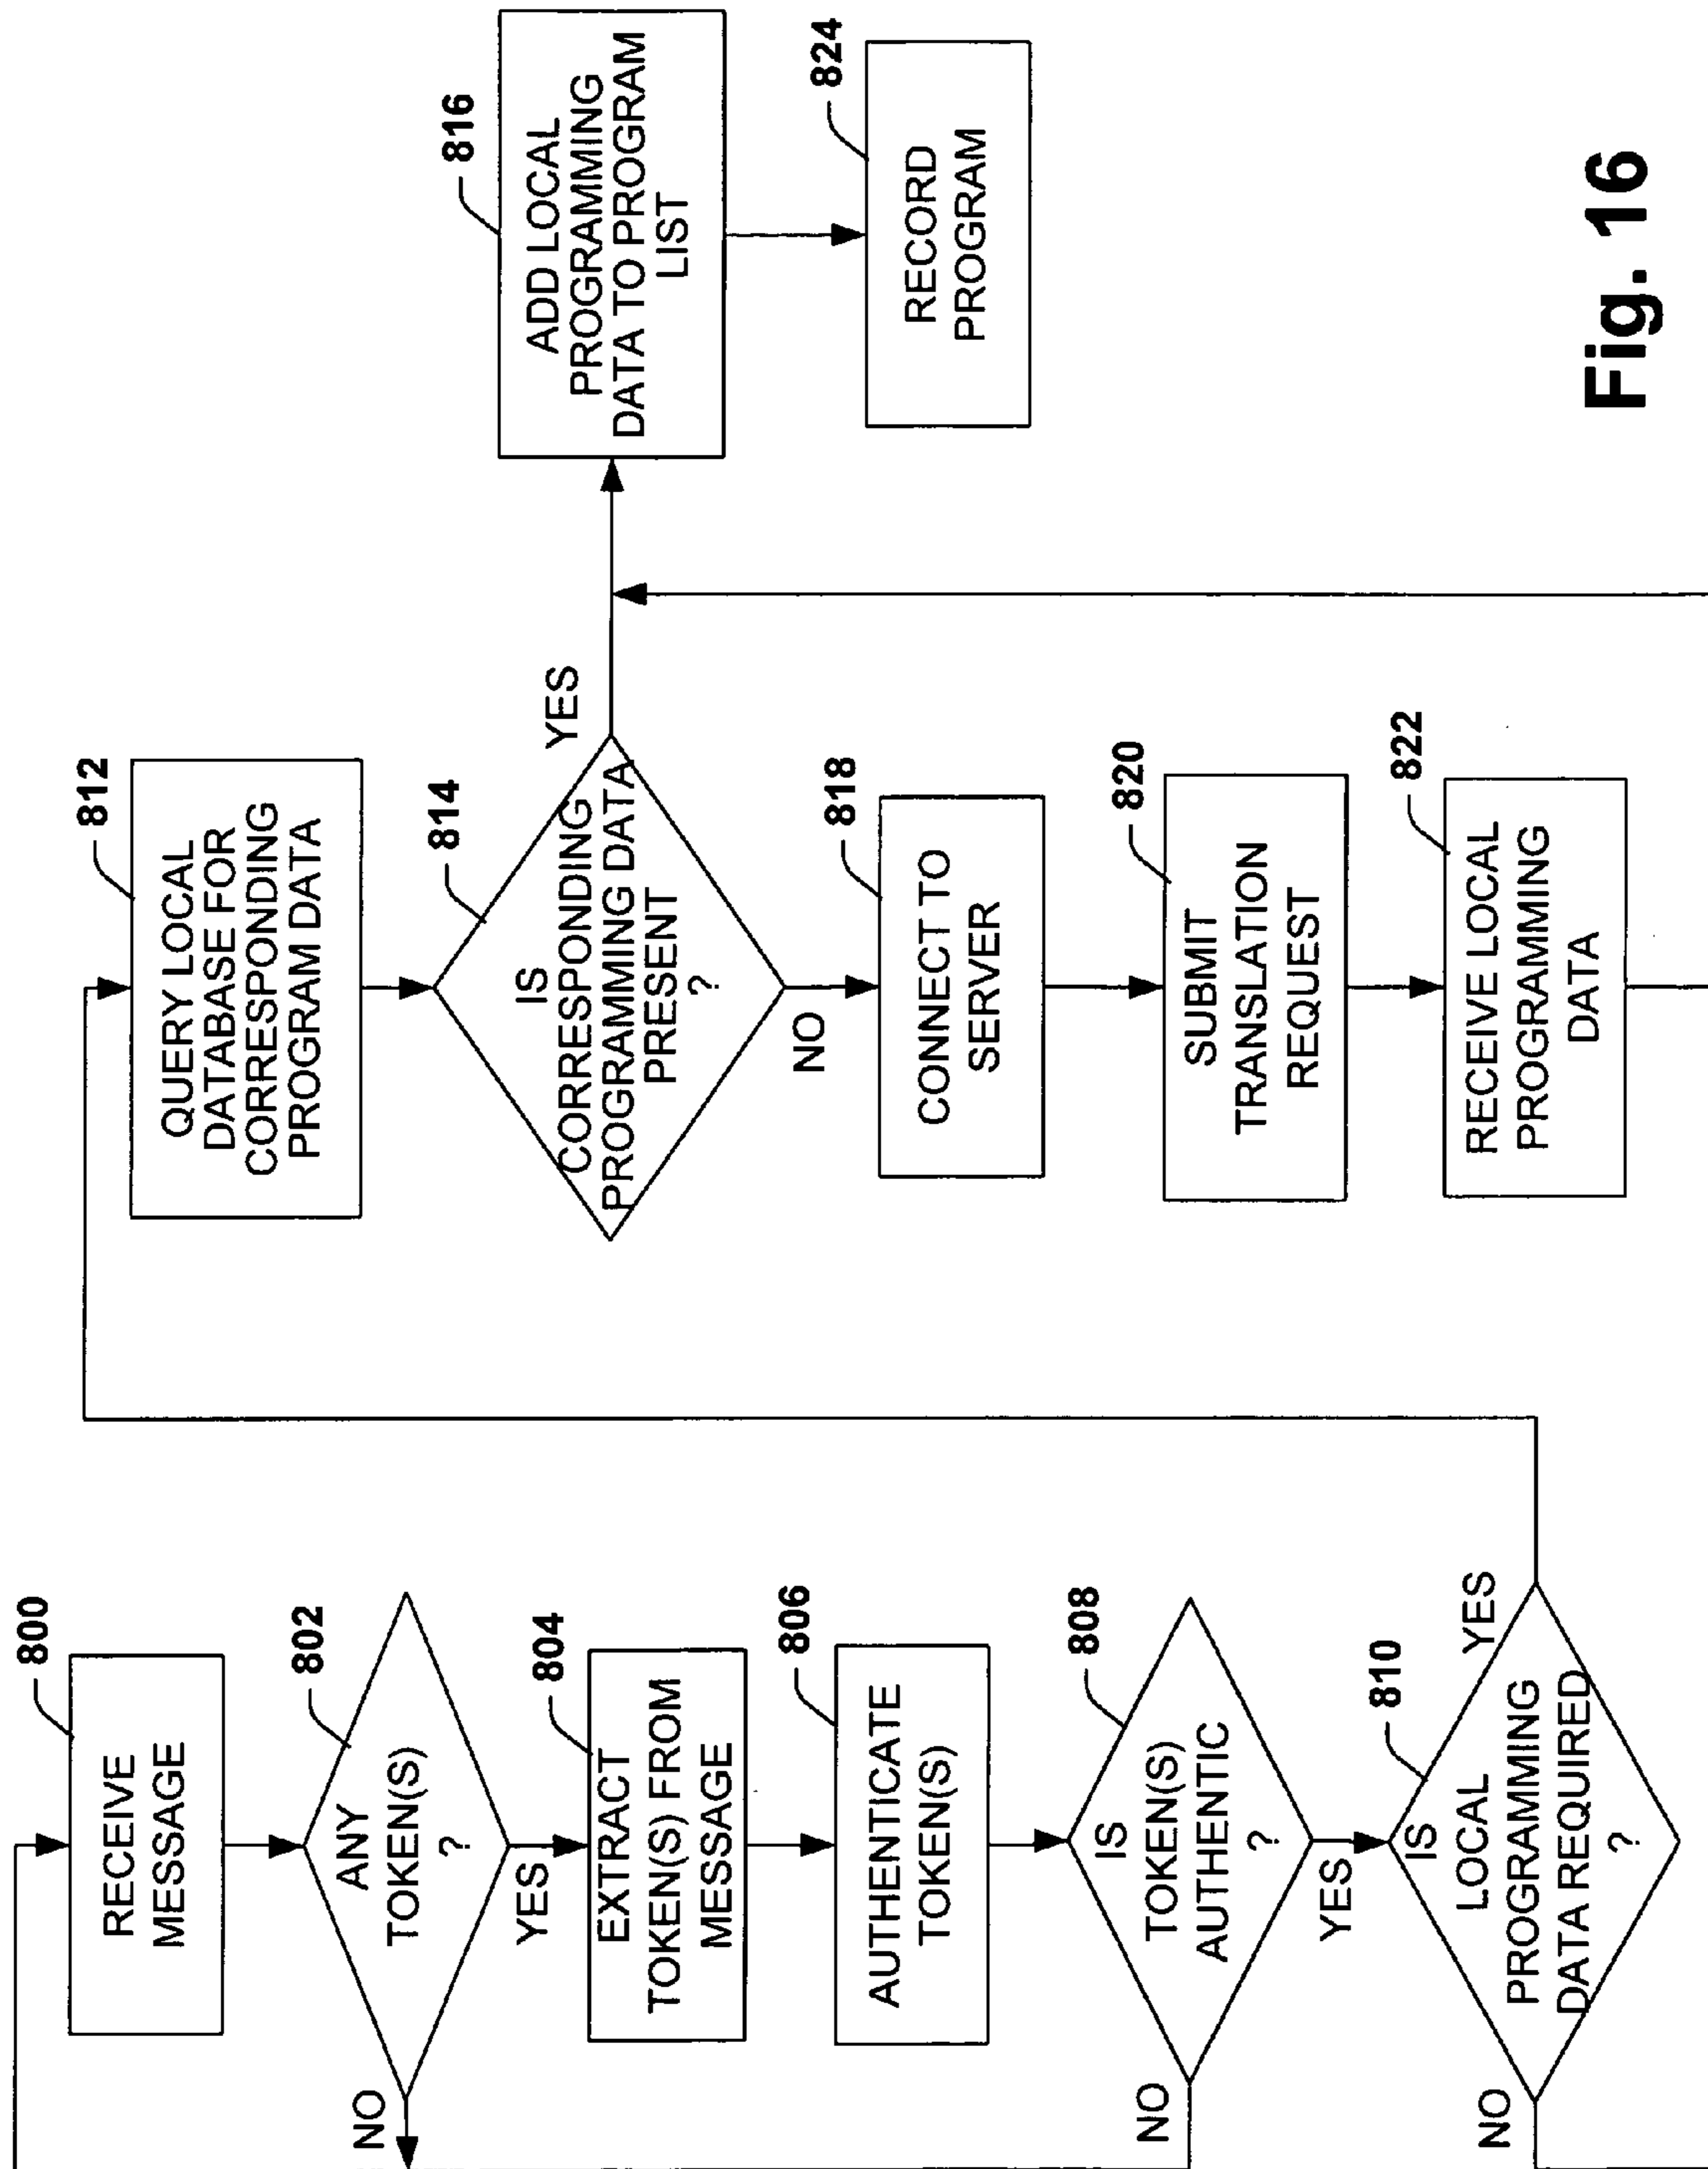 800
RECEIVE
MESSAGE
802
ANY
TOKEN(S)
?
NO
YES
804
EXTRACT
TOKEN(S) FROM
MESSAGE
806
AUTHENTICATE
TOKEN(S)
808
IS
TOKEN(S)
AUTHENTIC
?
NO
YES
810
IS
LOCAL
PROGRAMMING
DATA REQUIRED
?
NO
YES
812
QUERY LOCAL
DATABASE FOR
CORRESPONDING
PROGRAM DATA
814
IS
CORRESPONDING
PROGRAMMING DATA
PRESENT
?
YES
NO
818
CONNECT TO
SERVER
820
SUBMIT
TRANSLATION
REQUEST
822
RECEIVE LOCAL
PROGRAMMING
DATA
816
ADD LOCAL
PROGRAMMING
DATA TO PROGRAM
LIST
824
RECORD
PROGRAM
Fig. 16